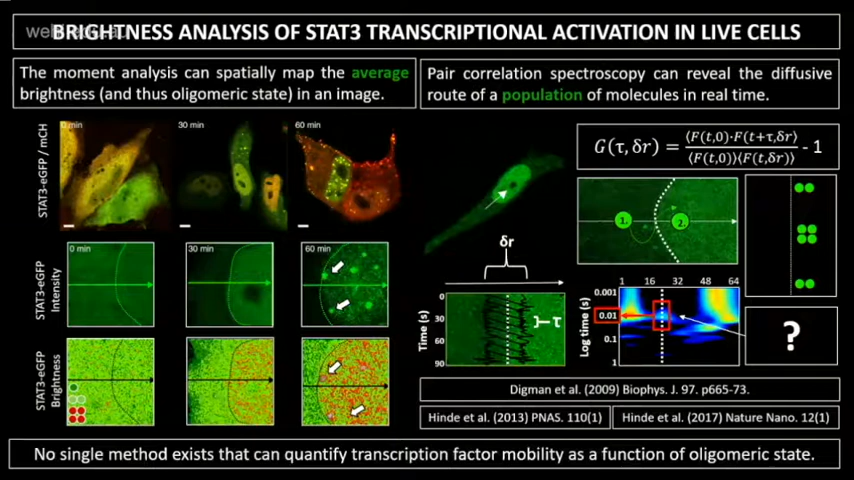 BRIGHTNESS ANALYSIS OF STAT3 TRANSCRIPTIONAL ACTIVATION IN LIVE CELLS
The moment analysis can spatially map the average
brightness (and thus oligomeric state) in an image.
Pair correlation spectroscopy can reveal the diffusive
route of a population of molecules in real time.
STAT3-eGFP / mCH
0 min
30 min
60 min
G(τ,δr) = ⟨F(t,0)·F(t+τ,δr)⟩ / ⟨F(t,0)⟩⟨F(t,δr)⟩ - 1
1.
2.
STAT3-eGFP
Intensity
0 min
30 min
60 min
δr
Time (s)
0
30
60
90
τ
Log time (s)
1 16 32 48 64
0.001
0.01
0.1
1
?
STAT3-eGFP
Brightness
Digman et al. (2009) Biophys. J. 97. p665-73.
Hinde et al. (2013) PNAS. 110(1)
Hinde et al. (2017) Nature Nano. 12(1)
No single method exists that can quantify transcription factor mobility as a function of oligomeric state.